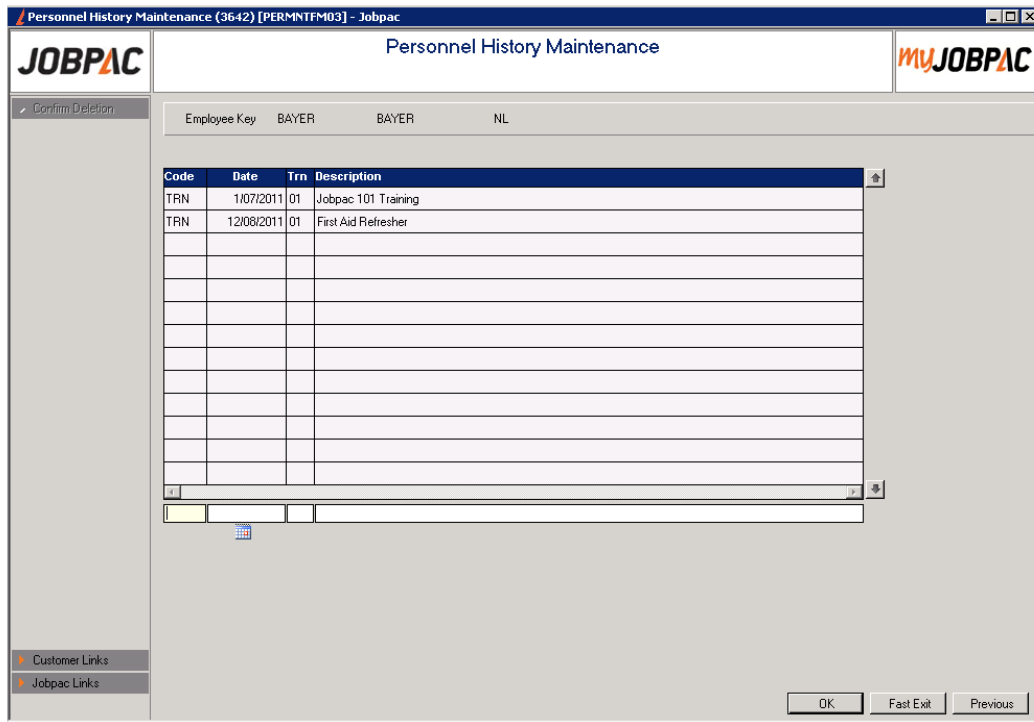 Personnel History Maintenance (3642) [PERMNTFM03] - Jobpac
JOBPAC
Personnel History Maintenance
myJOBPAC
Confirm Deletion
Employee Key BAYER BAYER NL
Code Date Trn Description
TRN 1/07/2011 01 Jobpac 101 Training
TRN 12/08/2011 01 First Aid Refresher
Customer Links
Jobpac Links
OK Fast Exit Previous